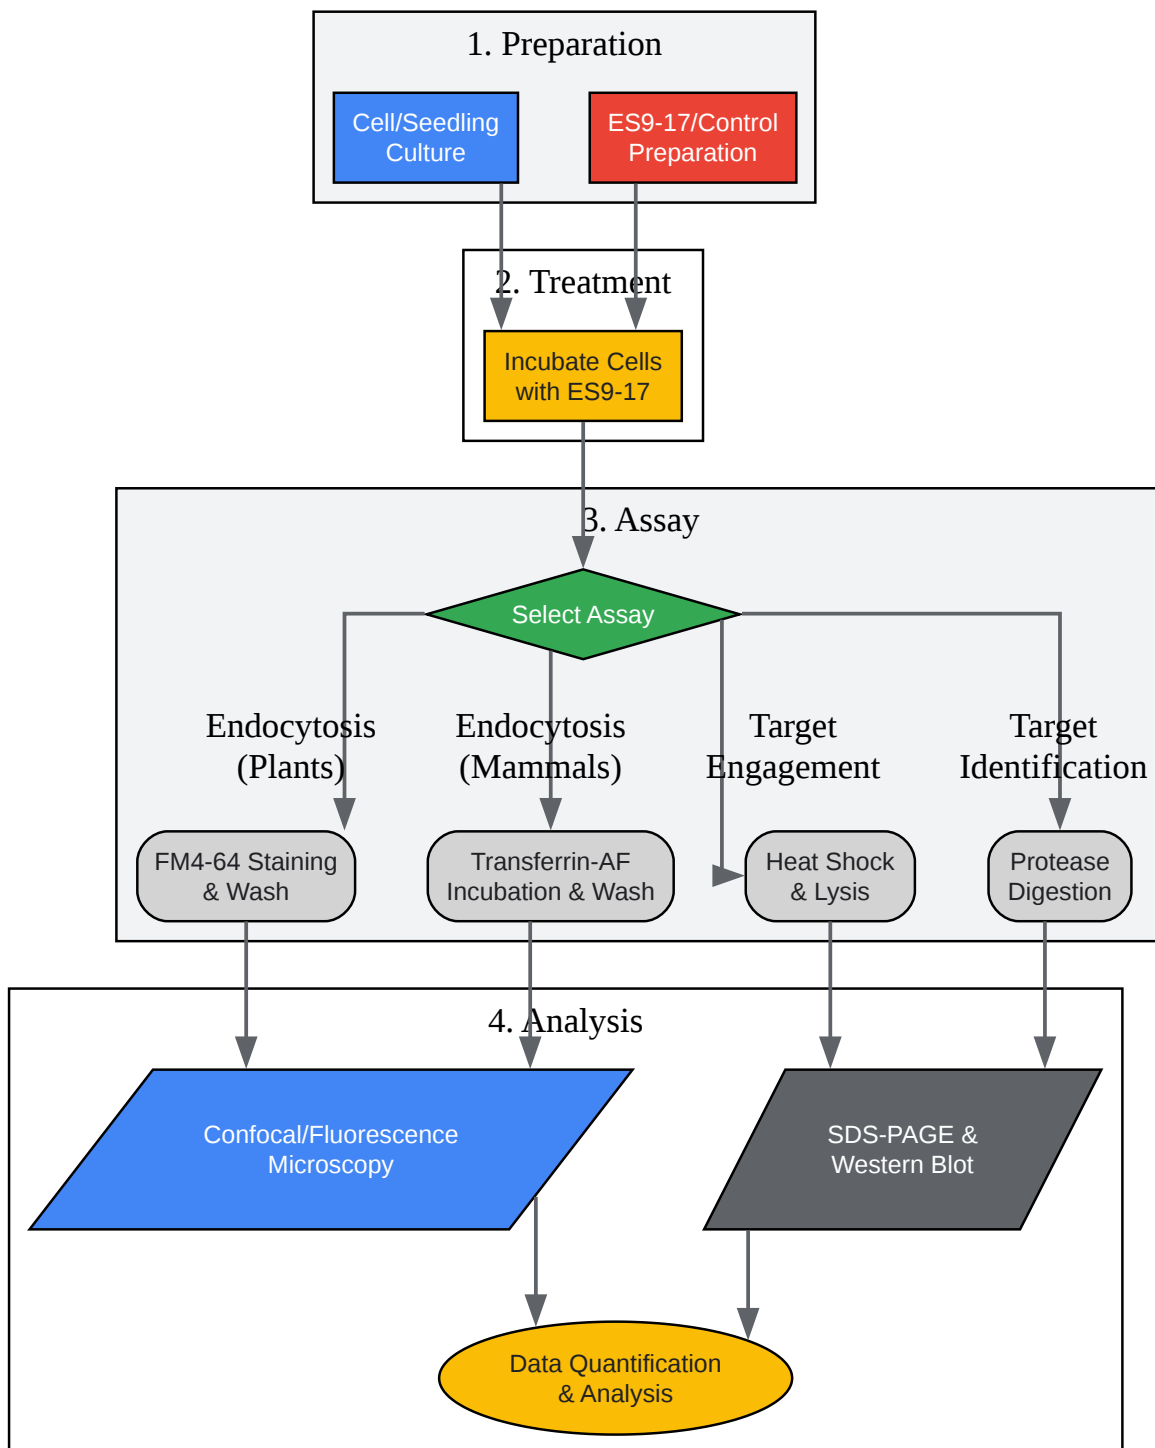 1. Preparation
Cell/Seedling
Culture
ES9-17/Control
Preparation
2. Treatment
Incubate Cells
with ES9-17
3. Assay
Select Assay
Endocytosis
(Plants)
Endocytosis
(Mammals)
Target
Engagement
Target
Identification
FM4-64 Staining
& Wash
Transferrin-AF
Incubation & Wash
Heat Shock
& Lysis
Protease
Digestion
4. Analysis
Confocal/Fluorescence
Microscopy
SDS-PAGE &
Western Blot
Data Quantification
& Analysis